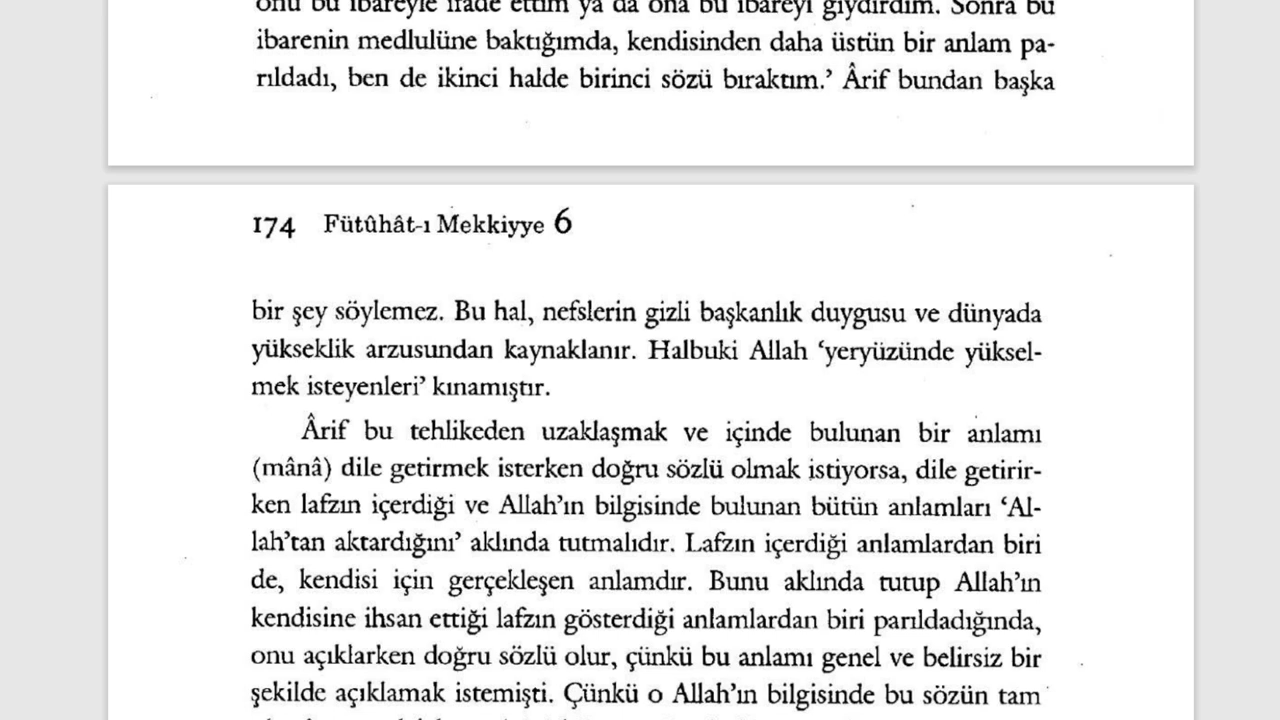 onu bu ibareyle ifade ettim ya da ona bu ibareyi giydirdim. Sonra bu
ibarenin medlulüne baktığımda, kendisinden daha üstün bir anlam pa-
rıldadı, ben de ikinci halde birinci sözü bıraktım.’ Ârif bundan başka
174 Fütûhât-ı Mekkiyye 6
bir şey söylemez. Bu hal, nefslerin gizli başkanlık duygusu ve dünyada
yükseklik arzusundan kaynaklanır. Halbuki Allah ‘yeryüzünde yüksel-
mek isteyenleri’ kınamıştır.
Ârif bu tehlikeden uzaklaşmak ve içinde bulunan bir anlamı
(mânâ) dile getirmek isterken doğru sözlü olmak istiyorsa, dile getirir-
ken lafzın içerdiği ve Allah’ın bilgisinde bulunan bütün anlamları ‘Al-
lah’tan aktardığını’ aklında tutmalıdır. Lafzın içerdiği anlamlardan biri
de, kendisi için gerçekleşen anlamdır. Bunu aklında tutup Allah’ın
kendisine ihsan ettiği lafzın gösterdiği anlamlardan biri parıldadığında,
onu açıklarken doğru sözlü olur, çünkü bu anlamı genel ve belirsiz bir
şekilde açıklamak istemişti. Çünkü o Allah’ın bilgisinde bu sözün tam